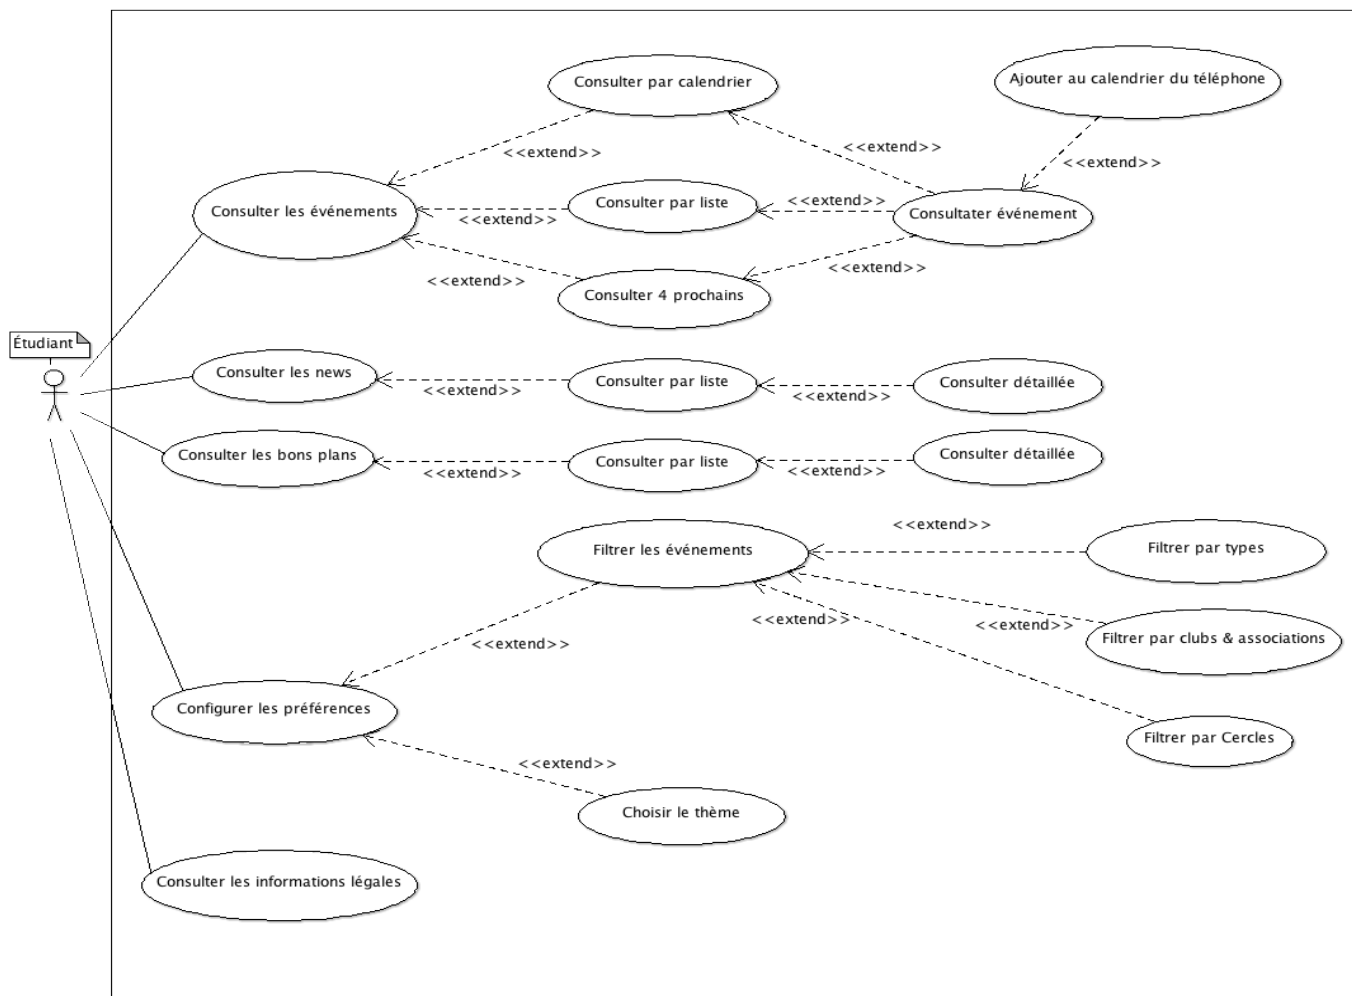 Consulter par calendrier
Ajouter au calendrier du téléphone
<<extend>>
<<extend>>
<<extend>>
Consulter les événements
Consulter par liste
<<extend>>
<<extend>>
Consultater événement
<<extend>>
<<extend>>
Consulter 4 prochains
Étudiant
Consulter les news
<<extend>>
Consulter par liste
<<extend>>
Consulter détaillée
Consulter les bons plans
<<extend>>
Consulter par liste
<<extend>>
Consulter détaillée
<<extend>>
Filtrer les événements
Filtrer par types
<<extend>>
<<extend>>
Filtrer par clubs & associations
<<extend>>
Configurer les préférences
Filtrer par Cercles
<<extend>>
Choisir le thème
Consulter les informations légales